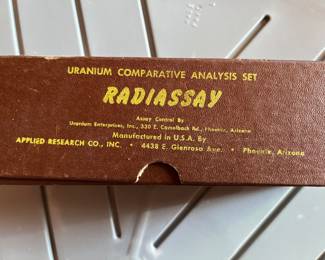 URANIUM COMPARATIVE ANALYSIS SET
RADIASSAY
Assay Control By
Uranium Enterprises, Inc., 330 E. Camelback Rd., Phoenix, Arizona
Manufactured in U.S.A. By
APPLIED RESEARCH CO., INC. • 4438 E. Glenrosa Ave. • Phoenix, Arizona